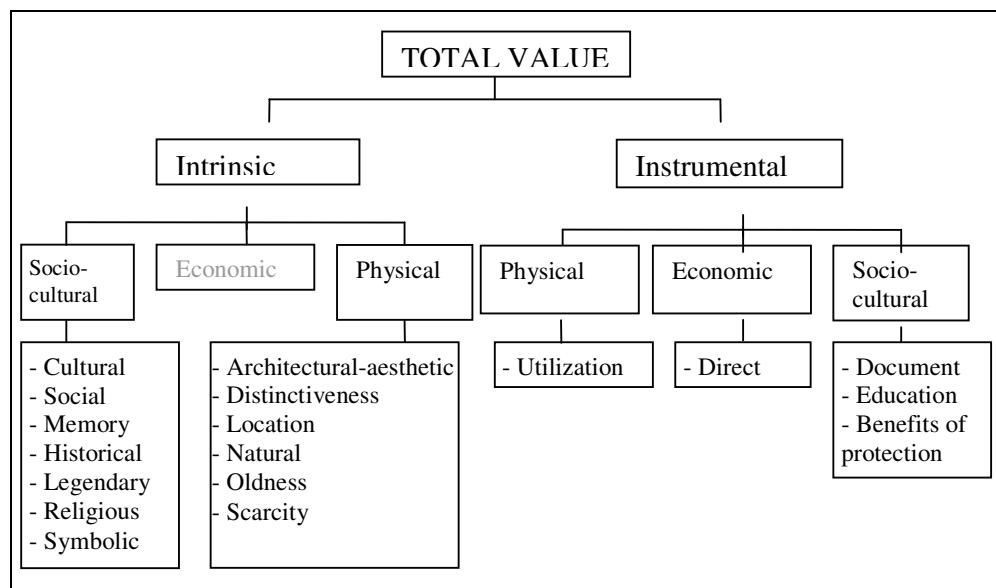 TOTAL VALUE
Intrinsic
Instrumental
Socio-
cultural
Economic
Physical
Physical
Economic
Socio-
cultural
- Cultural
- Social
- Memory
- Historical
- Legendary
- Religious
- Symbolic
- Architectural-aesthetic
- Distinctiveness
- Location
- Natural
- Oldness
- Scarcity
- Utilization
- Direct
- Document
- Education
- Benefits of
protection